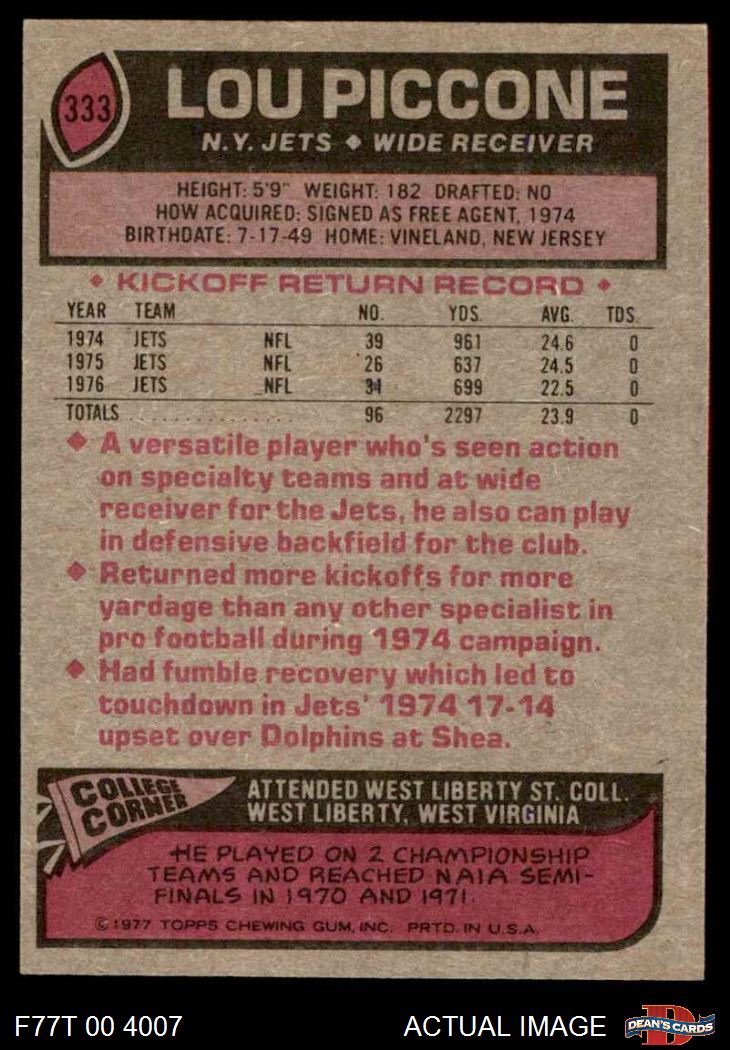 333
LOU PICCONE
N.Y. JETS ♦ WIDE RECEIVER
HEIGHT: 5'9" WEIGHT: 182 DRAFTED: NO
HOW ACQUIRED: SIGNED AS FREE AGENT, 1974
BIRTHDATE: 7-17-49 HOME: VINELAND, NEW JERSEY
♦ KICKOFF RETURN RECORD ♦
YEAR TEAM NO. YDS. AVG. TDS.
1974 JETS NFL 39 961 24.6 0
1975 JETS NFL 26 637 24.5 0
1976 JETS NFL 31 699 22.5 0
TOTALS .............. 96 2297 23.9 0
♦ A versatile player who's seen action
on specialty teams and at wide
receiver for the Jets, he also can play
in defensive backfield for the club.
♦ Returned more kickoffs for more
yardage than any other specialist in
pro football during 1974 campaign.
♦ Had fumble recovery which led to
touchdown in Jets' 1974 17-14
upset over Dolphins at Shea.
COLLEGE
CORNER
ATTENDED WEST LIBERTY ST. COLL.
WEST LIBERTY, WEST VIRGINIA
HE PLAYED ON 2 CHAMPIONSHIP
TEAMS AND REACHED NAIA SEMI-
FINALS IN 1970 AND 1971.
© 1977 TOPPS CHEWING GUM, INC. PRTD. IN U.S.A.
F77T 00 4007
ACTUAL IMAGE
D
DEAN'S CARDS